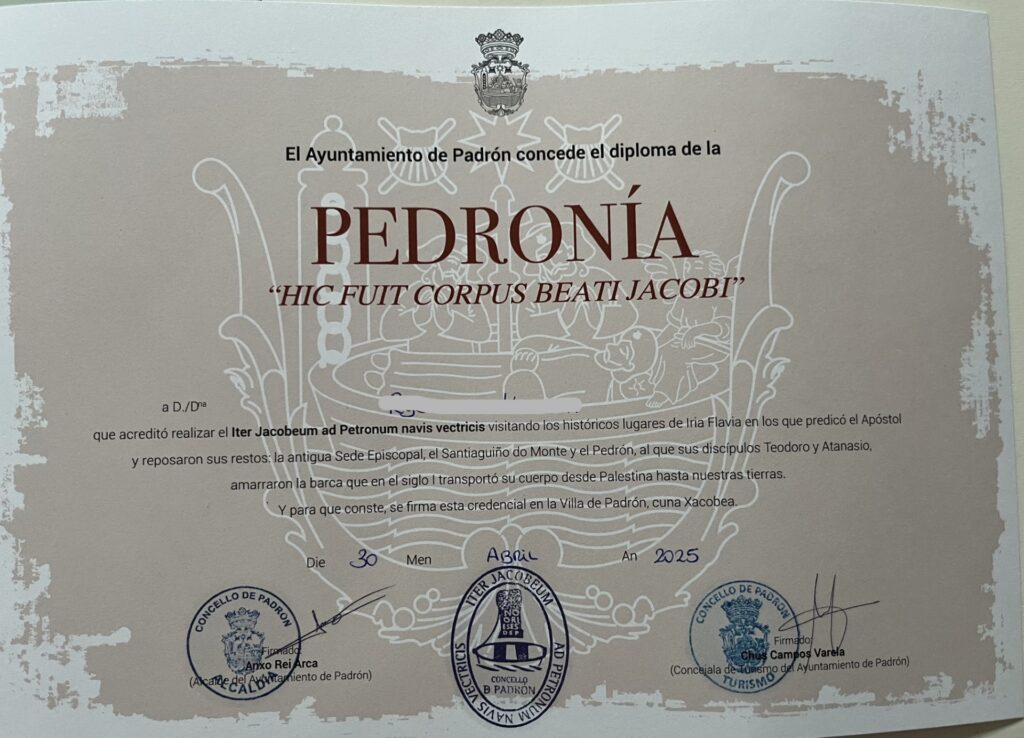 El Ayuntamiento de Padrón concede el diploma de la
PEDRONÍA
“HIC FUIT CORPUS BEATI JACOBI”
a D./Dna
que acreditó realizar el Iter Jacobeum ad Petronum navis vectricis visitando los históricos lugares de Iria Flavia en los que predicó el Apóstol
y reposaron sus restos: la antigua Sede Episcopal, el Santiaguiño do Monte y el Pedrón, al que sus discípulos Teodoro y Atanasio,
amarraron la barca que en el siglo I transportó su cuerpo desde Palestina hasta nuestras tierras.
Y para que conste, se firma esta credencial en la Villa de Padrón, cuna Xacobea.
Die 30 Men ABRIL An 2025
CONCELLO DE PADRON
ALCALDIA
Firmado:
Anxo Rei Arca
(Alcalde del Ayuntamiento de Padrón)
ITER JACOBEUM AD PETRONUM NAVIS VECTRICIS
NO
ORI
ESES
DEP
CONCELLO
D PADRON
CONCELLO DE PADRON
TURISMO
Firmado:
Chus Campos Varela
(Concejala de Turismo del Ayuntamiento de Padrón)